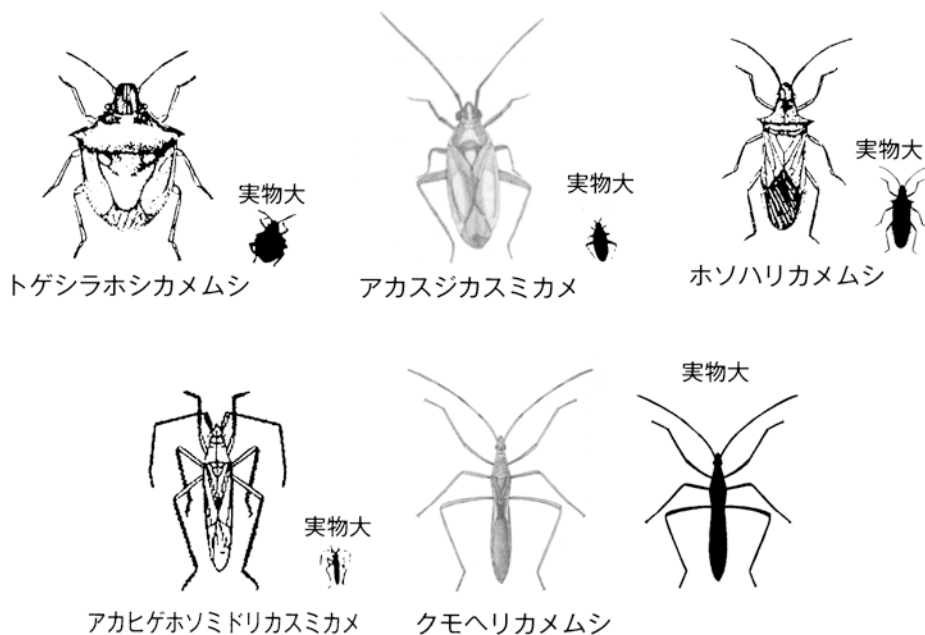 実物大
実物大
実物大
トゲシラホシカメムシ
アカスジカスミカメ
ホソハリカメムシ
実物大
実物大
アカヒゲホソミドリカスミカメ
クモヘリカメムシ